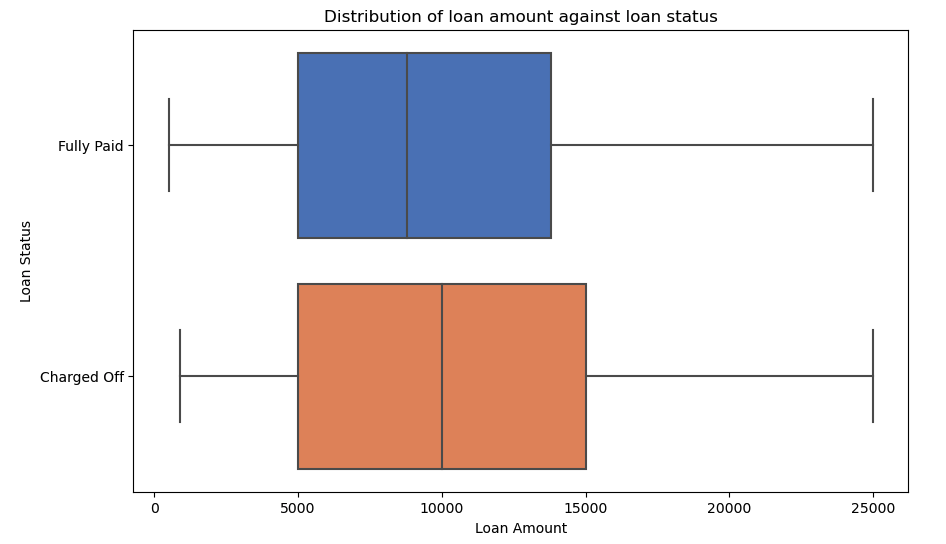 Distribution of loan amount against loan status
Loan Status
Fully Paid
Charged Off
0 5000 10000 15000 20000 25000
Loan Amount